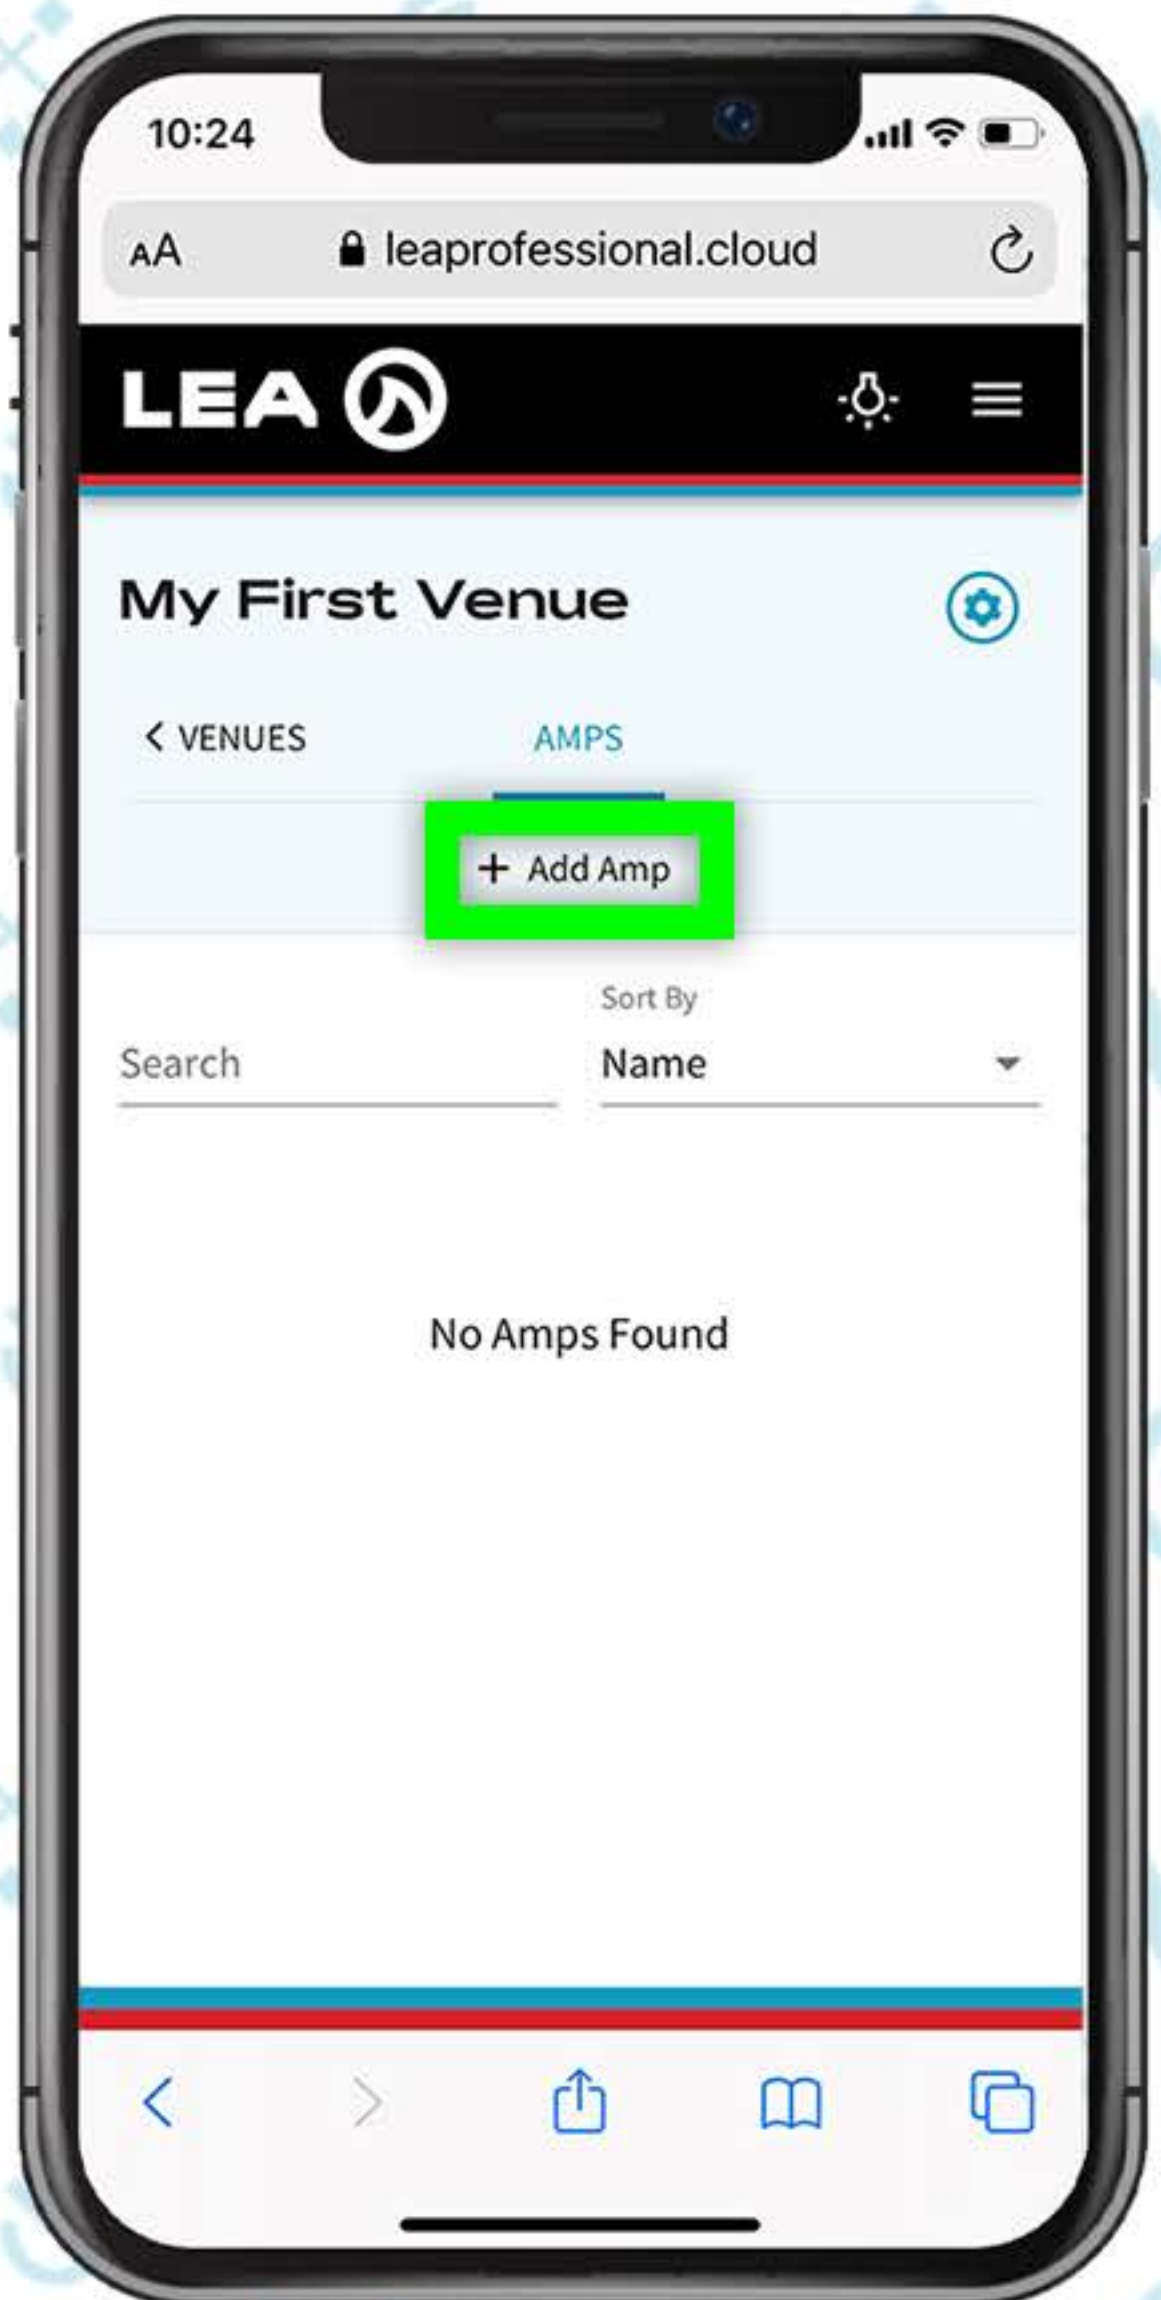 10:24
AA leaprofessional.cloud
LEA
My First Venue
< VENUES AMPS
+ Add Amp
Sort By
Search Name
No Amps Found